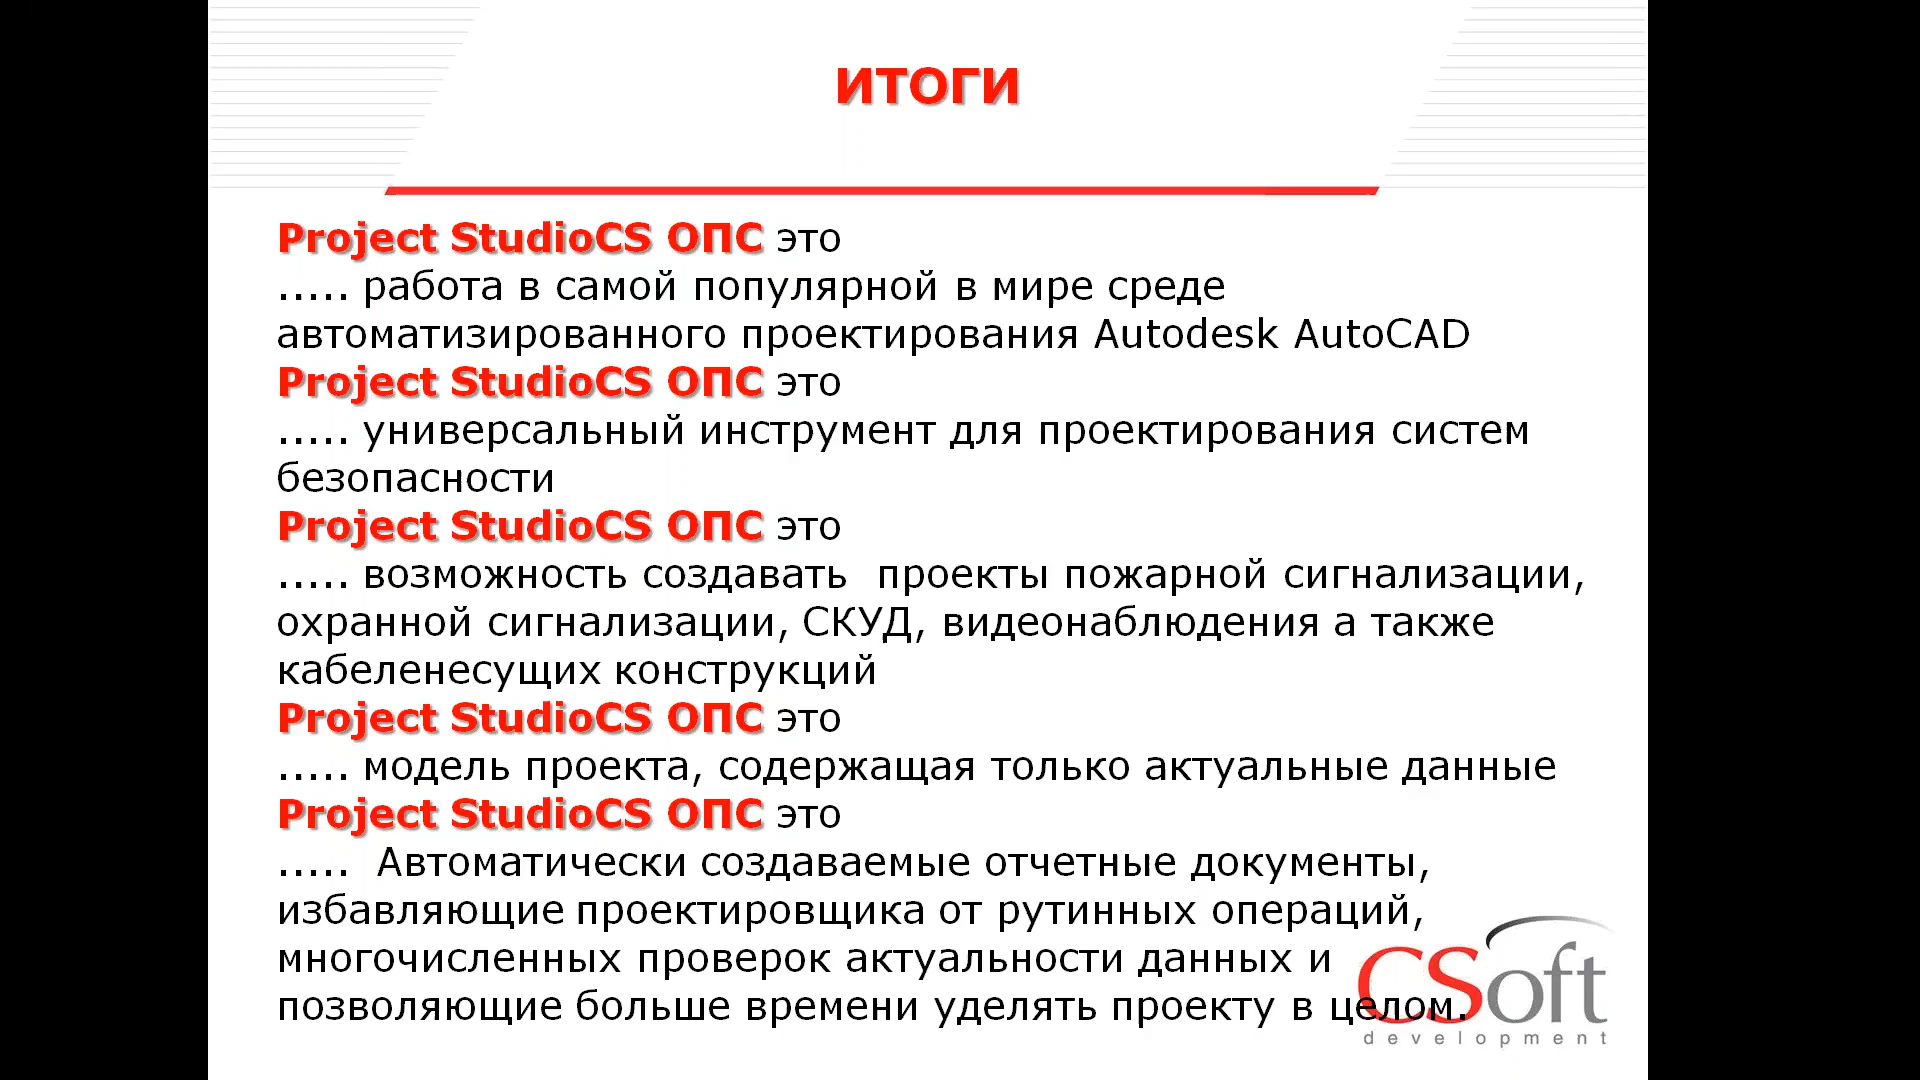 ИТОГИ
Project StudioCS ОПС это
..... работа в самой популярной в мире среде
автоматизированного проектирования Autodesk AutoCAD
Project StudioCS ОПС это
..... универсальный инструмент для проектирования систем
безопасности
Project StudioCS ОПС это
..... возможность создавать  проекты пожарной сигнализации,
охранной сигнализации, СКУД, видеонаблюдения а также
кабеленесущих конструкций
Project StudioCS ОПС это
..... модель проекта, содержащая только актуальные данные
Project StudioCS ОПС это
.....  Автоматически создаваемые отчетные документы,
избавляющие проектировщика от рутинных операций,
многочисленных проверок актуальности данных и
позволяющие больше времени уделять проекту в целом.
CSoft
development